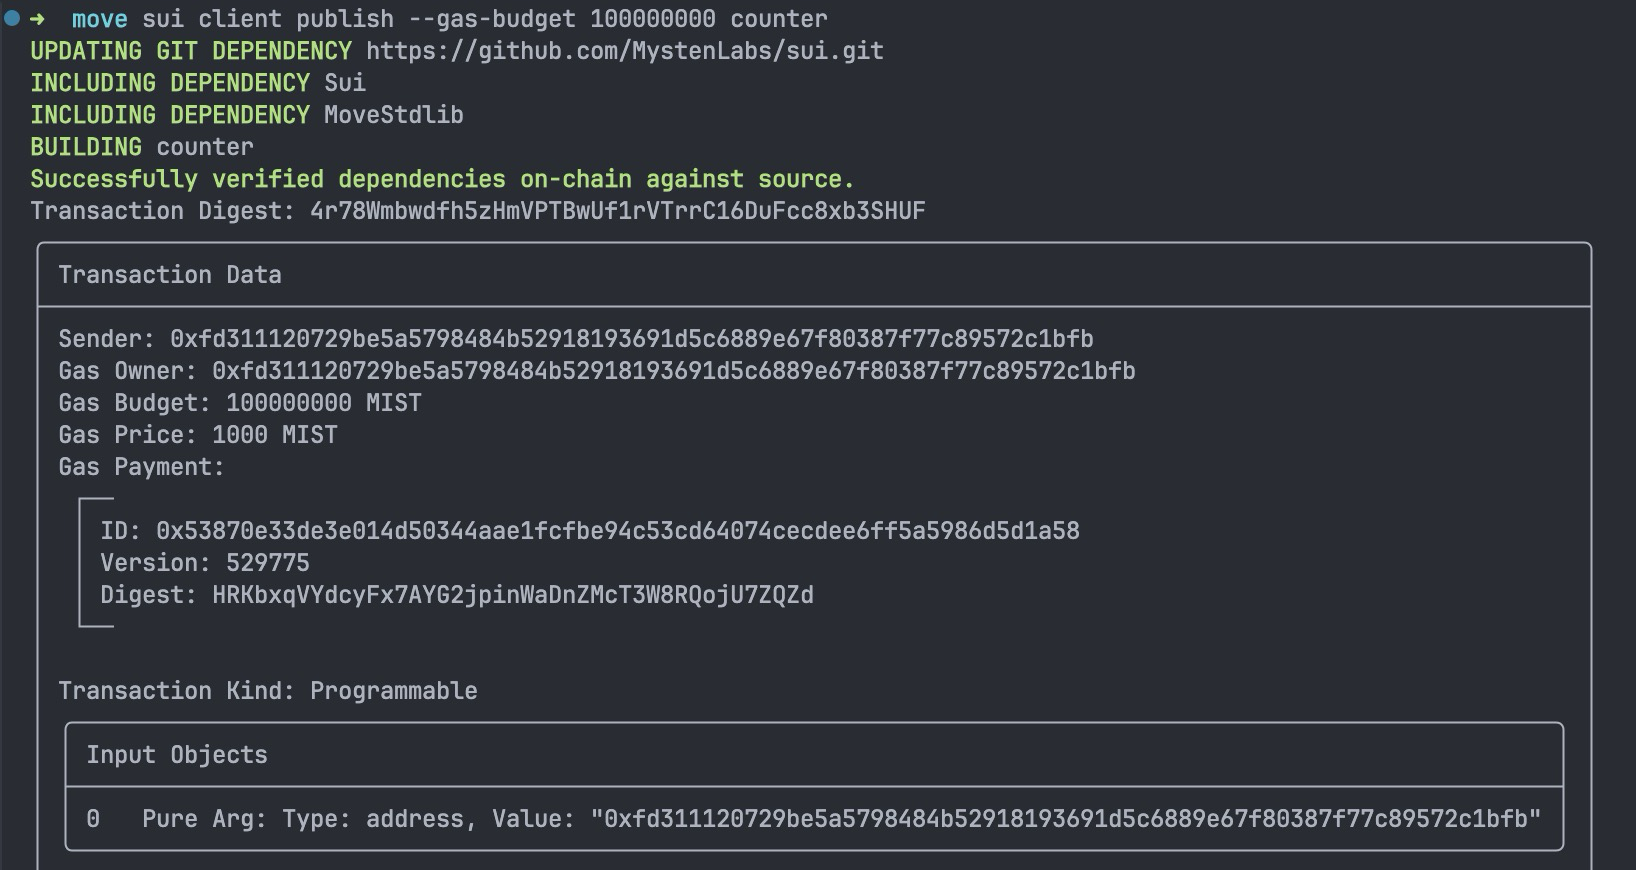 ➜ move sui client publish --gas-budget 100000000 counter
UPDATING GIT DEPENDENCY https://github.com/MystenLabs/sui.git
INCLUDING DEPENDENCY Sui
INCLUDING DEPENDENCY MoveStdlib
BUILDING counter
Successfully verified dependencies on-chain against source.
Transaction Digest: 4r78Wmbwdfh5zHmVPTBwUf1rVTrrC16DuFcc8xb3SHUF
Transaction Data
Sender: 0xfd311120729be5a5798484b52918193691d5c6889e67f80387f77c89572c1bfb
Gas Owner: 0xfd311120729be5a5798484b52918193691d5c6889e67f80387f77c89572c1bfb
Gas Budget: 100000000 MIST
Gas Price: 1000 MIST
Gas Payment:
ID: 0x53870e33de3e014d50344aae1fcfbe94c53cd64074cecdee6ff5a5986d5d1a58
Version: 529775
Digest: HRKbxqVYdcyFx7AYG2jpinWaDnZMcT3W8RQojU7ZQZd
Transaction Kind: Programmable
Input Objects
0 Pure Arg: Type: address, Value: "0xfd311120729be5a5798484b52918193691d5c6889e67f80387f77c89572c1bfb"